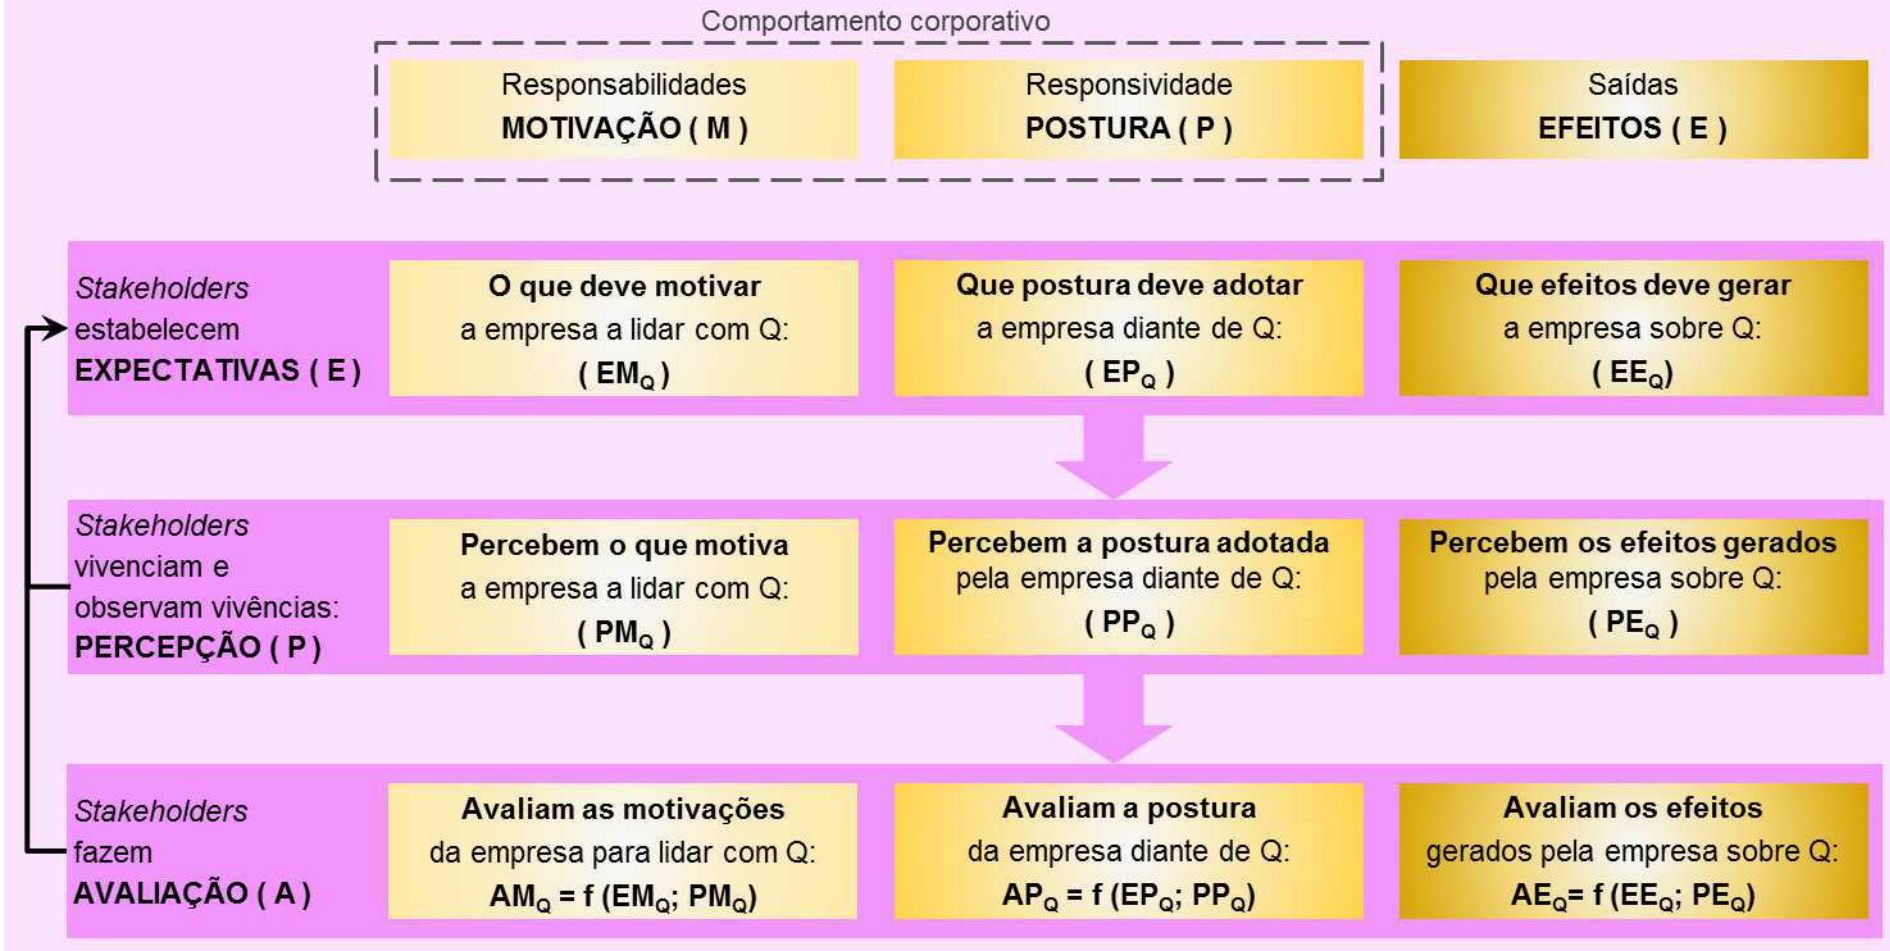 Comportamento corporativo
Responsabilidades
MOTIVAÇÃO ( M )
Responsividade
POSTURA ( P )
Saídas
EFEITOS ( E )
Stakeholders
estabelecem
EXPECTATIVAS ( E )
O que deve motivar
a empresa a lidar com Q:
( EMQ )
Que postura deve adotar
a empresa diante de Q:
( EPQ )
Que efeitos deve gerar
a empresa sobre Q:
( EEQ)
Stakeholders
vivenciam e
observam vivências:
PERCEPÇÃO ( P )
Percebem o que motiva
a empresa a lidar com Q:
( PMQ )
Percebem a postura adotada
pela empresa diante de Q:
( PPQ )
Percebem os efeitos gerados
pela empresa sobre Q:
( PEQ )
Stakeholders
fazem
AVALIAÇÃO ( A )
Avaliam as motivações
da empresa para lidar com Q:
AMQ = f (EMQ; PMQ)
Avaliam a postura
da empresa diante de Q:
APQ = f (EPQ; PPQ)
Avaliam os efeitos
gerados pela empresa sobre Q:
AEQ= f (EEQ; PEQ)